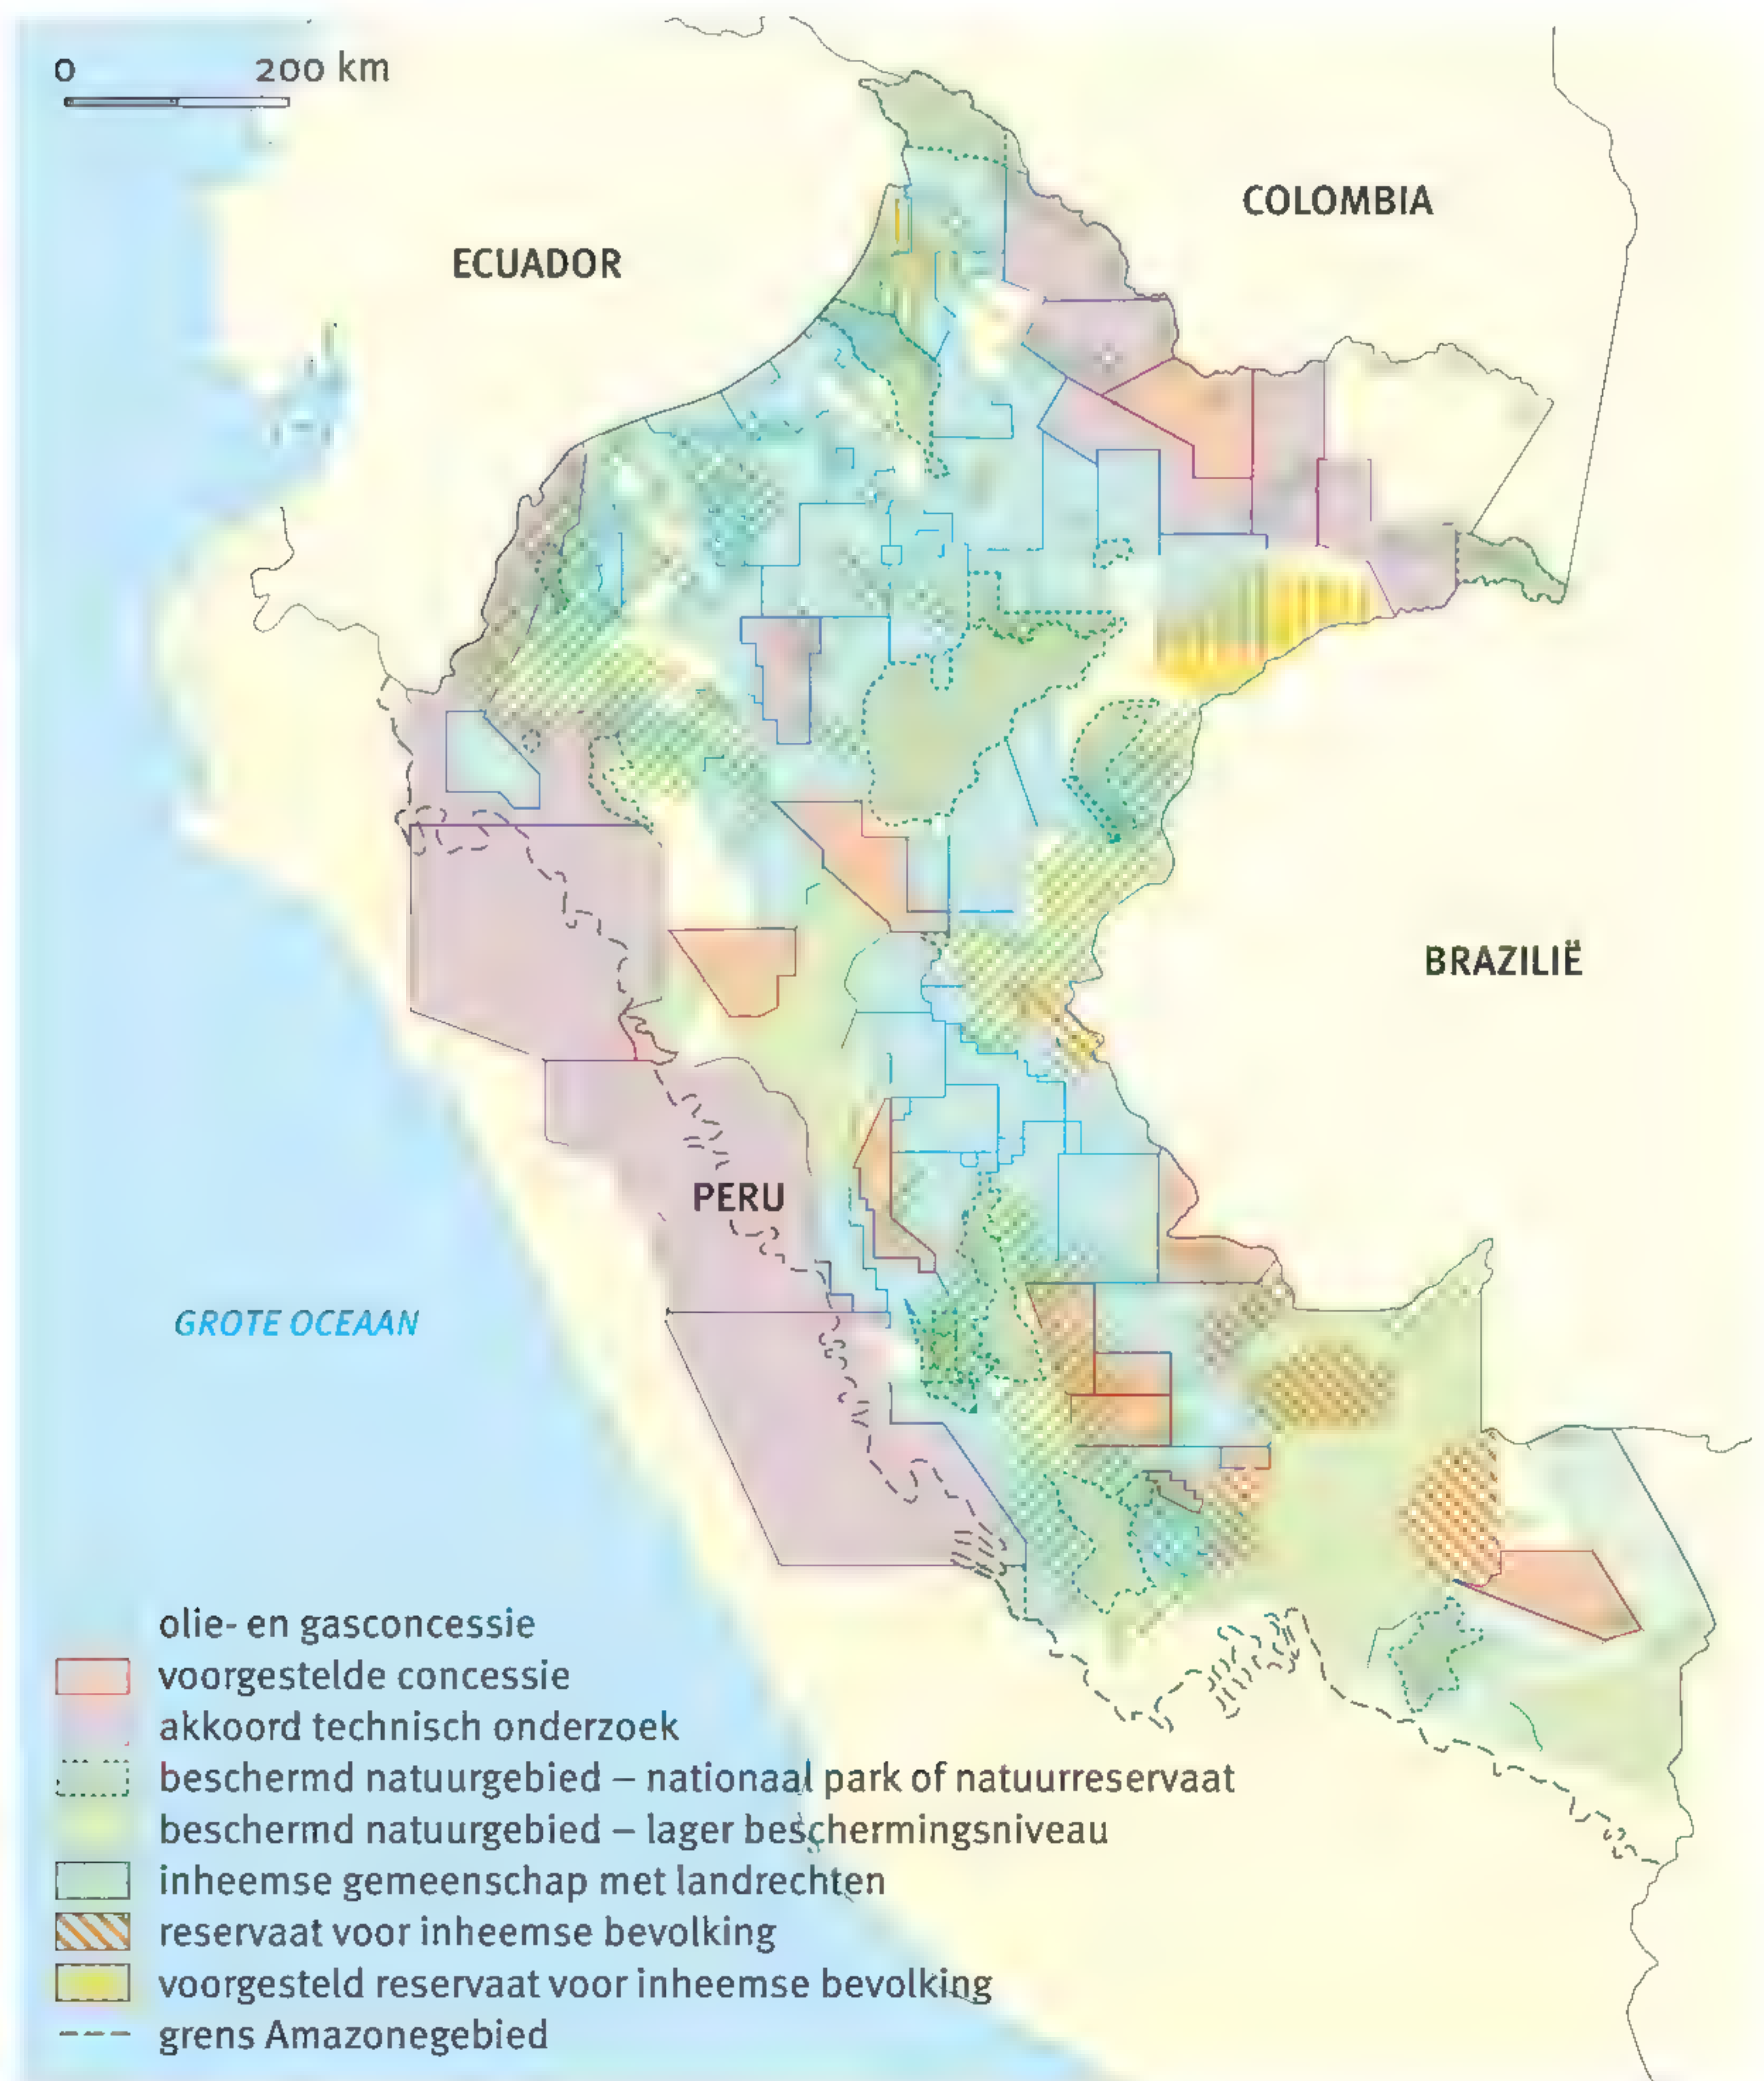 0 200 km
COLOMBIA
ECUADOR
BRAZILIË
PERU
GROTE OCEAAN
olie- en gasconcessie
voorgestelde concessie
akkoord technisch onderzoek
beschermd natuurgebied – nationaal park of natuurreservaat
beschermd natuurgebied – lager beschermingsniveau
inheemse gemeenschap met landrechten
reservaat voor inheemse bevolking
voorgesteld reservaat voor inheemse bevolking
grens Amazonegebied